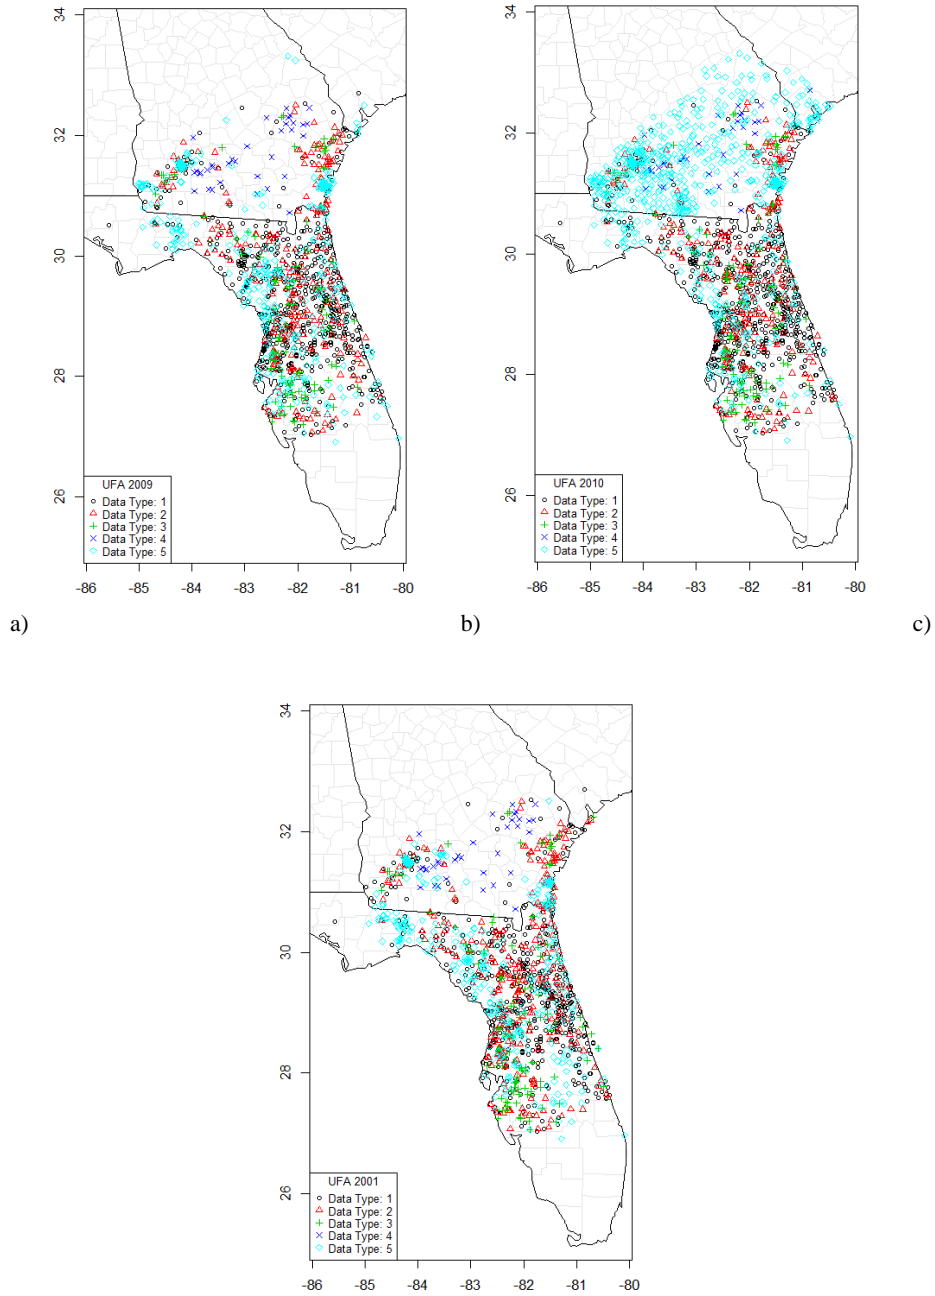 34
32
30
28
26
UFA 2009
Data Type: 1
Data Type: 2
Data Type: 3
Data Type: 4
Data Type: 5
-86 -85 -84 -83 -82 -81 -80
34
32
30
28
26
UFA 2010
Data Type: 1
Data Type: 2
Data Type: 3
Data Type: 4
Data Type: 5
-86 -85 -84 -83 -82 -81 -80
a) b) c)
34
32
30
28
26
UFA 2001
Data Type: 1
Data Type: 2
Data Type: 3
Data Type: 4
Data Type: 5
-86 -85 -84 -83 -82 -81 -80